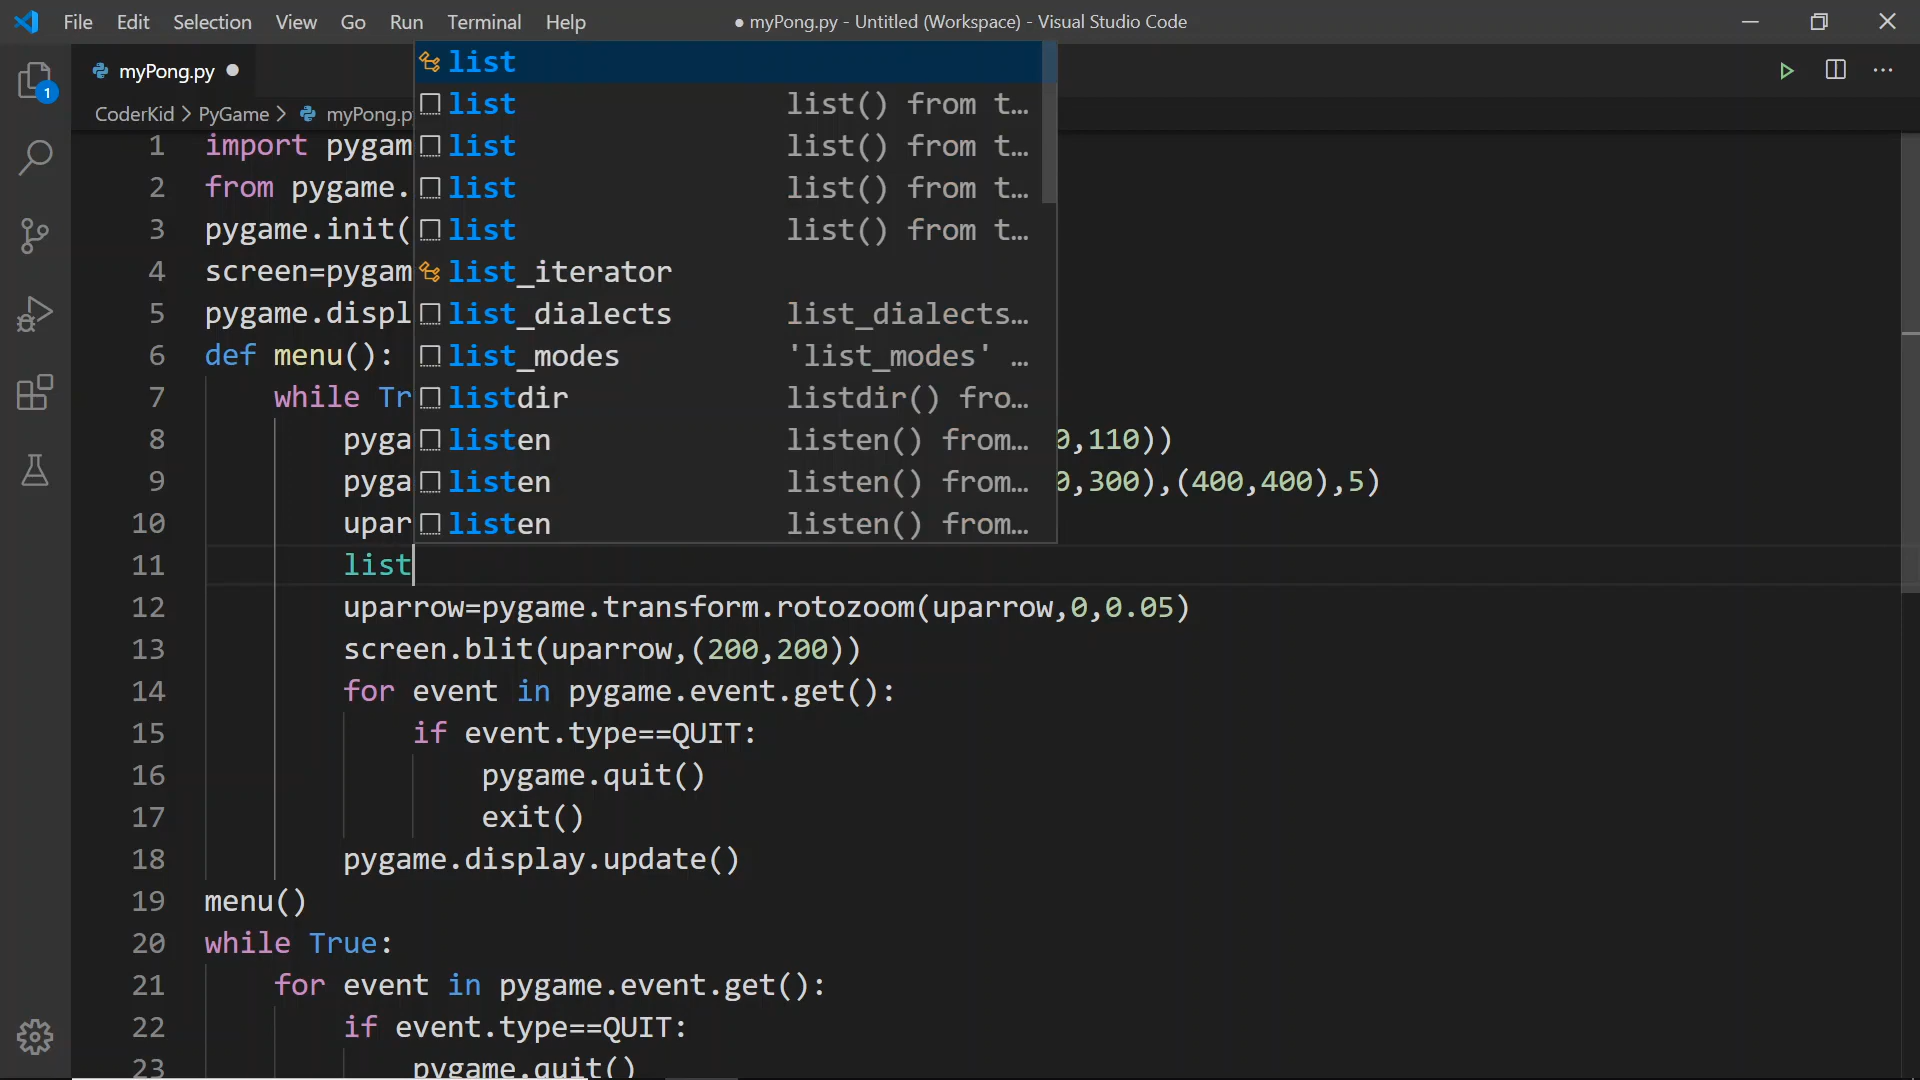 File Edit Selection View Go Run Terminal Help
● myPong.py - Untitled (Workspace) - Visual Studio Code
myPong.py ●
1
CoderKid > PyGame > myPong.p
list
list list() from t…
list list() from t…
list list() from t…
list list() from t…
list_iterator
list_dialects list_dialects…
list_modes 'list_modes' …
listdir listdir() fro…
listen listen() from…
listen listen() from…
listen listen() from…
1 import pygam
2 from pygame.
3 pygame.init(
4 screen=pygam
5 pygame.displ
6 def menu():
7 while Tr
8 pyga 0,110))
9 pyga 0,300),(400,400),5)
10 upar
11 list
12 uparrow=pygame.transform.rotozoom(uparrow,0,0.05)
13 screen.blit(uparrow,(200,200))
14 for event in pygame.event.get():
15 if event.type==QUIT:
16 pygame.quit()
17 exit()
18 pygame.display.update()
19 menu()
20 while True:
21 for event in pygame.event.get():
22 if event.type==QUIT:
23 pygame.quit()